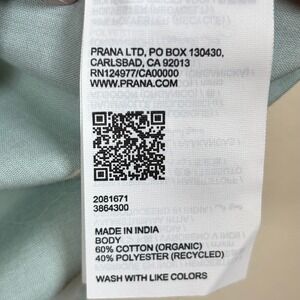 PRANA LTD, PO BOX 130430,
CARLSBAD, CA 92013
RN124977/CA00000
WWW.PRANA.COM
2081671
3864300
MADE IN INDIA
BODY
60% COTTON (ORGANIC)
40% POLYESTER (RECYCLED)
WASH WITH LIKE COLORS